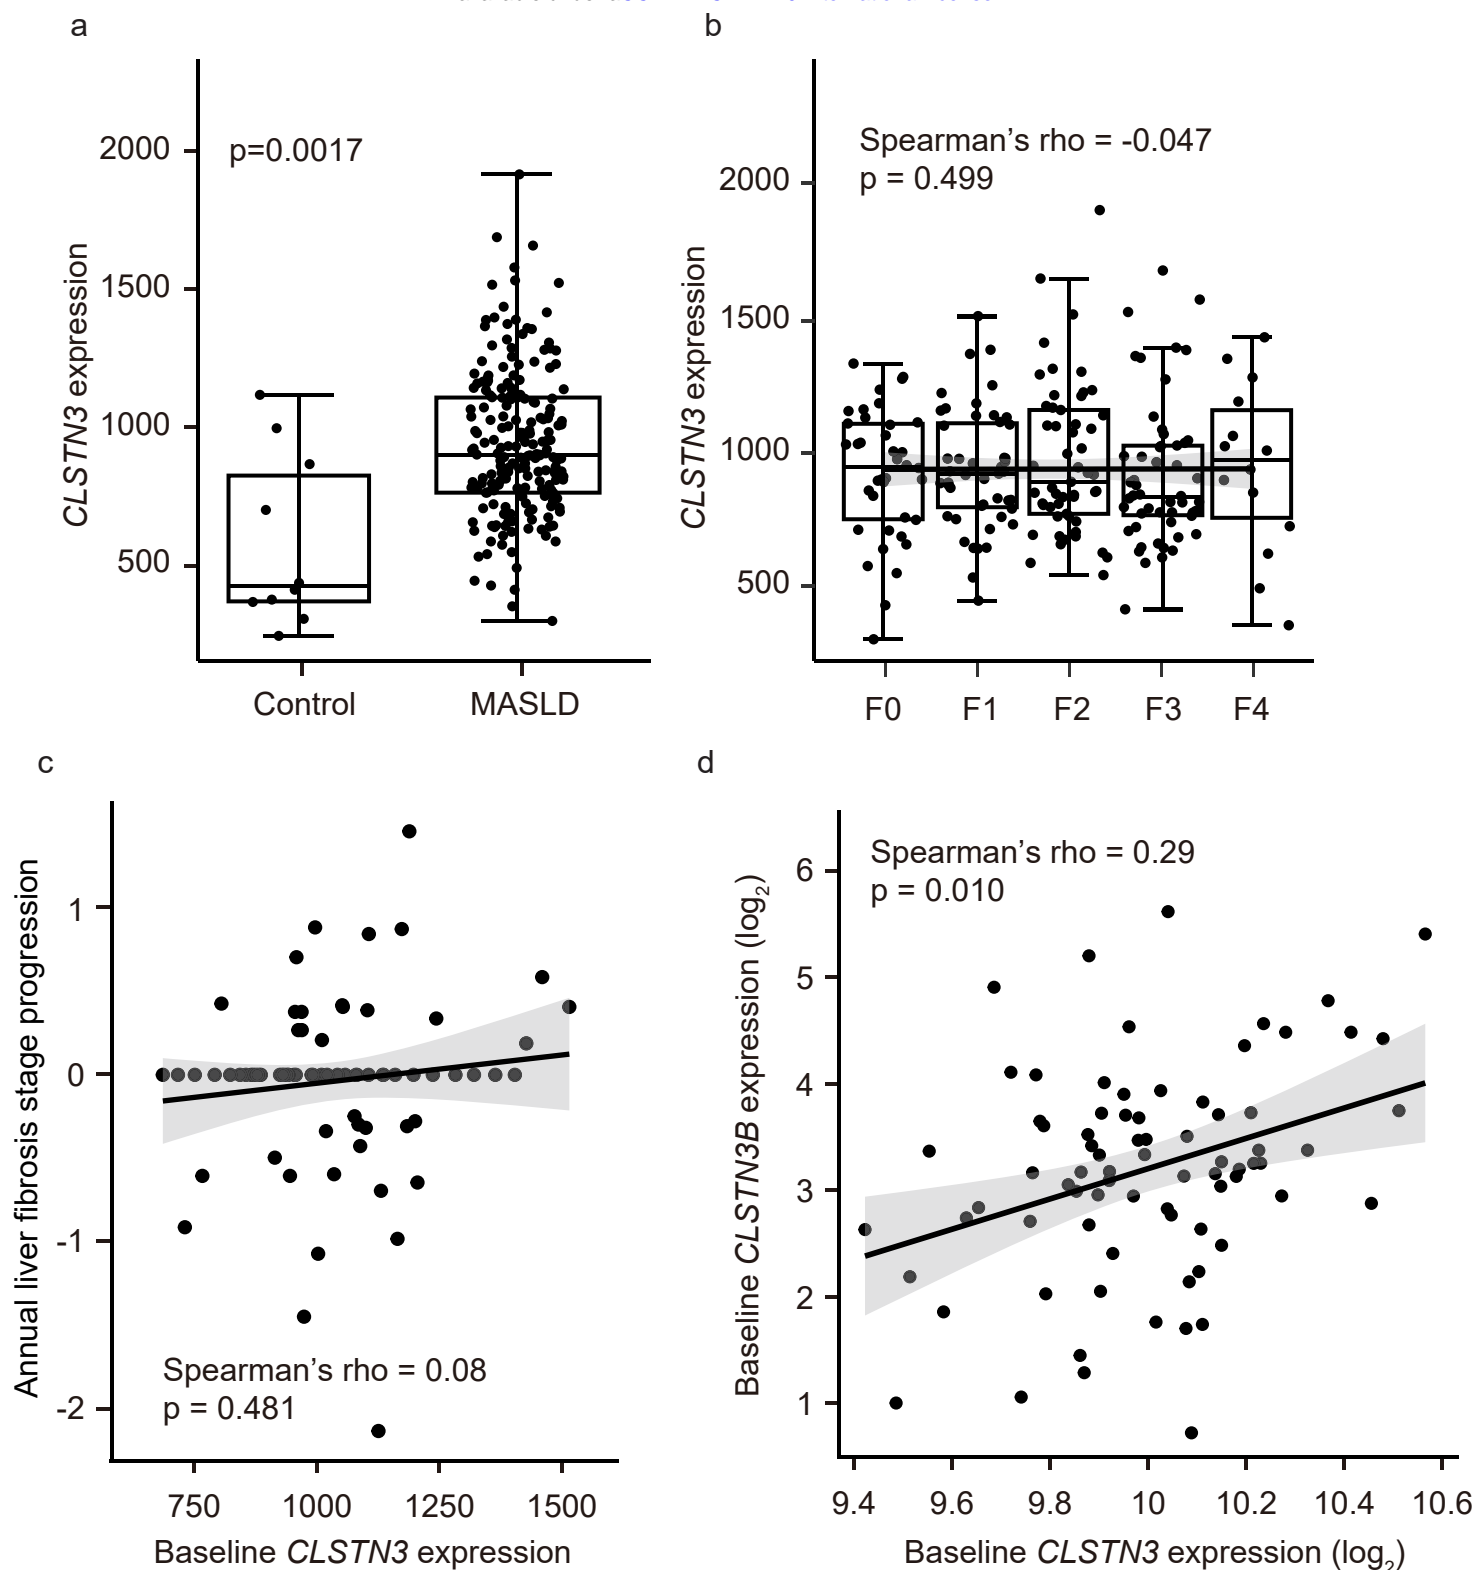 a
p=0.0017
2000
1500
1000
500
CLSTN3 expression
Control
MASLD
b
Spearman’s rho = -0.047
p = 0.499
2000
1500
1000
500
CLSTN3 expression
F0
F1
F2
F3
F4
c
1
0
-1
-2
Annual liver fibrosis stage progression
Spearman’s rho = 0.08
p = 0.481
750
1000
1250
1500
Baseline CLSTN3 expression
d
Spearman’s rho = 0.29
p = 0.010
6
5
4
3
2
1
Baseline CLSTN3B expression (log₂)
9.4
9.6
9.8
10
10.2
10.4
10.6
Baseline CLSTN3 expression (log₂)